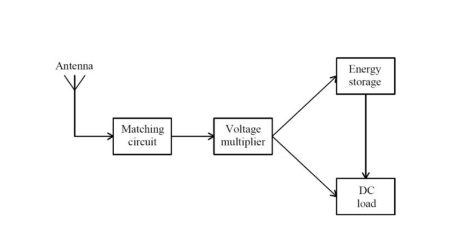 Antenna
Matching
circuit
Voltage
multiplier
Energy
storage
DC
load